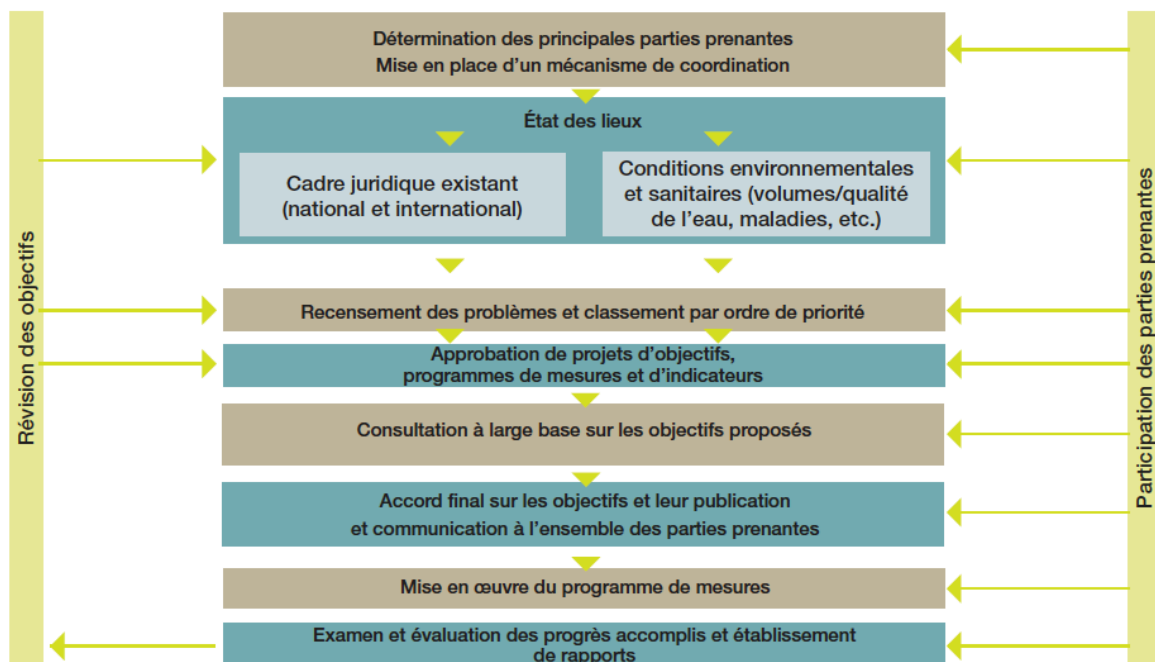 Révision des objectifs
Détermination des principales parties prenantes
Mise en place d’un mécanisme de coordination
État des lieux
Cadre juridique existant
(national et international)
Conditions environnementales
et sanitaires (volumes/qualité
de l’eau, maladies, etc.)
Recensement des problèmes et classement par ordre de priorité
Approbation de projets d’objectifs,
programmes de mesures et d’indicateurs
Consultation à large base sur les objectifs proposés
Accord final sur les objectifs et leur publication
et communication à l’ensemble des parties prenantes
Mise en œuvre du programme de mesures
Examen et évaluation des progrès accomplis et établissement
de rapports
Participation des parties prenantes